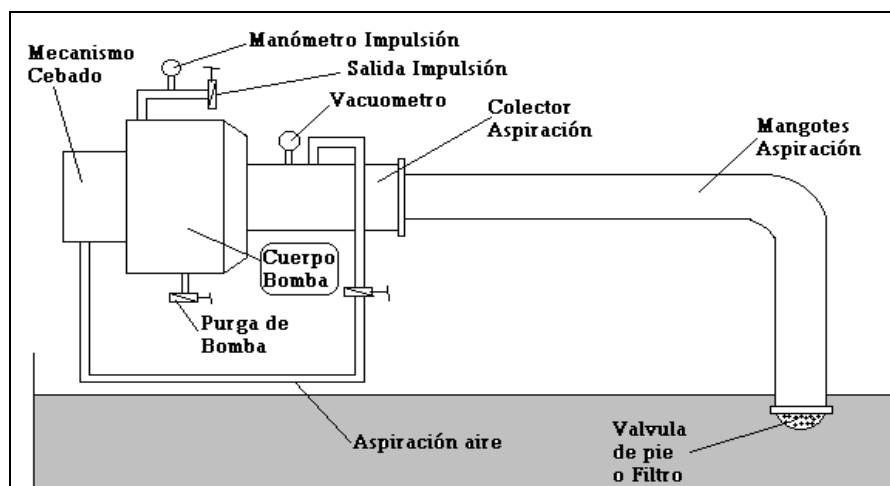 Mecanismo
Cebado
Manómetro Impulsión
Salida Impulsión
Vacuometro
Colector
Aspiración
Mangotes
Aspiración
Cuerpo
Bomba
Purga de
Bomba
Aspiración aire
Valvula
de pie
o Filtro